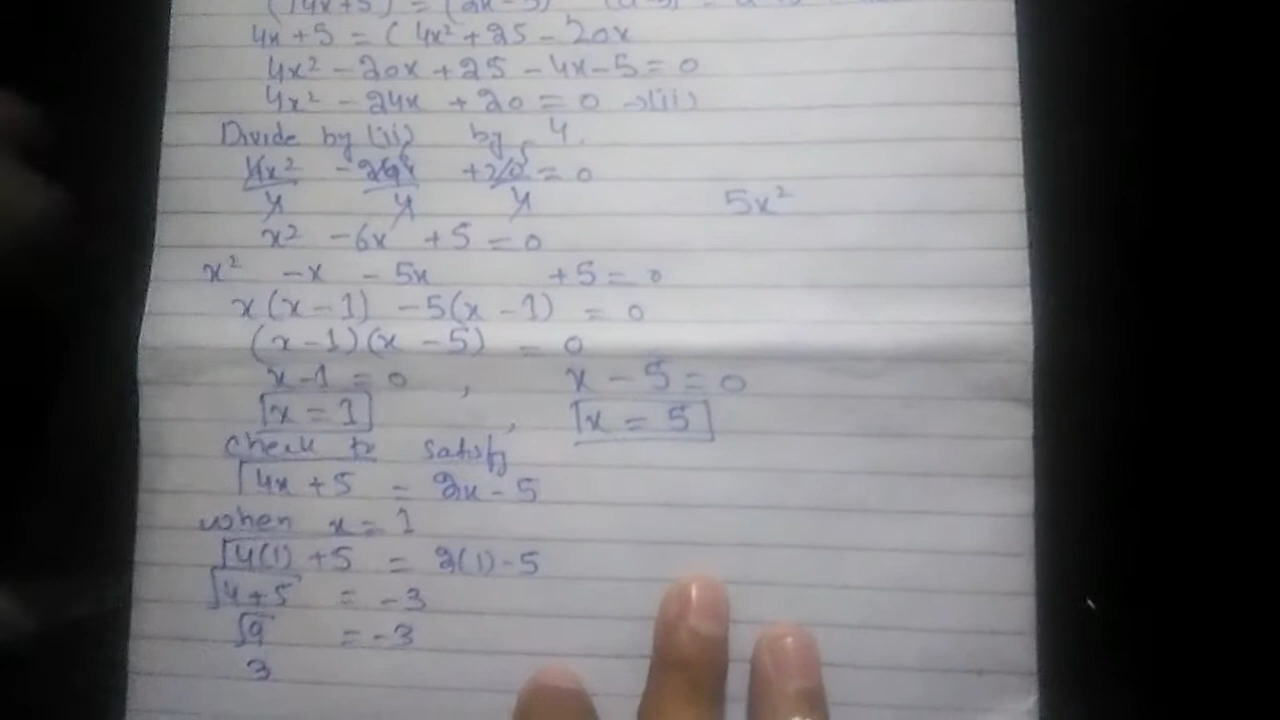 4x + 5 = (4x² + 25 - 20x
4x² - 20x + 25 - 4x - 5 = 0
4x² - 24x + 20 = 0 →(ii)
Divide by (ii) by 4.
4x²/4 - 24x/4 + 20/4 = 0
5
5x²
x² - 6x + 5 = 0
x² - x - 5x + 5 = 0
x(x - 1) - 5(x - 1) = 0
(x - 1)(x - 5) = 0
x - 1 = 0 , x - 5 = 0
x = 1 , x = 5
check to satisfy
√4x + 5 = 2x - 5
when x = 1
√4(1) + 5 = 2(1) - 5
√4 + 5 = -3
√9 = -3
3